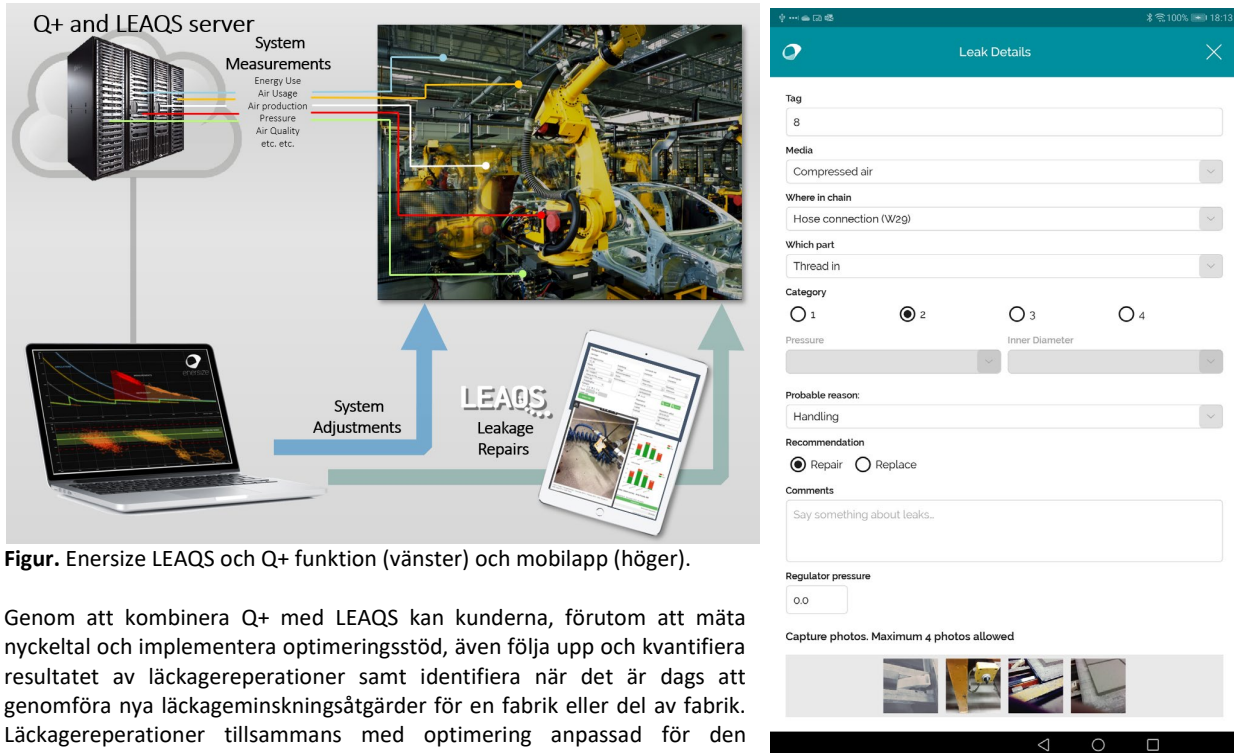 Q+ and LEAQS server
System
Measurements
Energy Use
Air Usage
Air production
Pressure
Air Quality
etc. etc.
enersize
System
Adjustments
LEAQS
Leakage
Repairs
Figur. Enersize LEAQS och Q+ funktion (vänster) och mobilapp (höger).
Genom att kombinera Q+ med LEAQS kan kunderna, förutom att mäta
nyckeltal och implementera optimeringsstöd, även följa upp och kvantifiera
resultatet av läckagereperationer samt identifiera när det är dags att
genomföra nya läckageminskningsåtgärder för en fabrik eller del av fabrik.
Läckagereperationer tillsammans med optimering anpassad för den
100% 18:13
Leak Details
Tag
8
Media
Compressed air
Where in chain
Hose connection (W29)
Which part
Thread in
Category
1 2 3 4
Pressure Inner Diameter
Probable reason:
Handling
Recommendation
Repair Replace
Comments
Say something about leaks...
Regulator pressure
0.0
Capture photos. Maximum 4 photos allowed